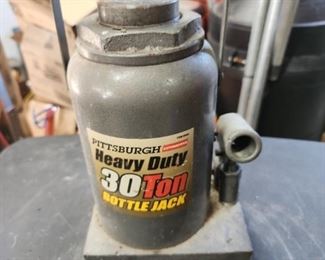 PITTSBURGH
Heavy Duty
30 Ton
BOTTLE JACK